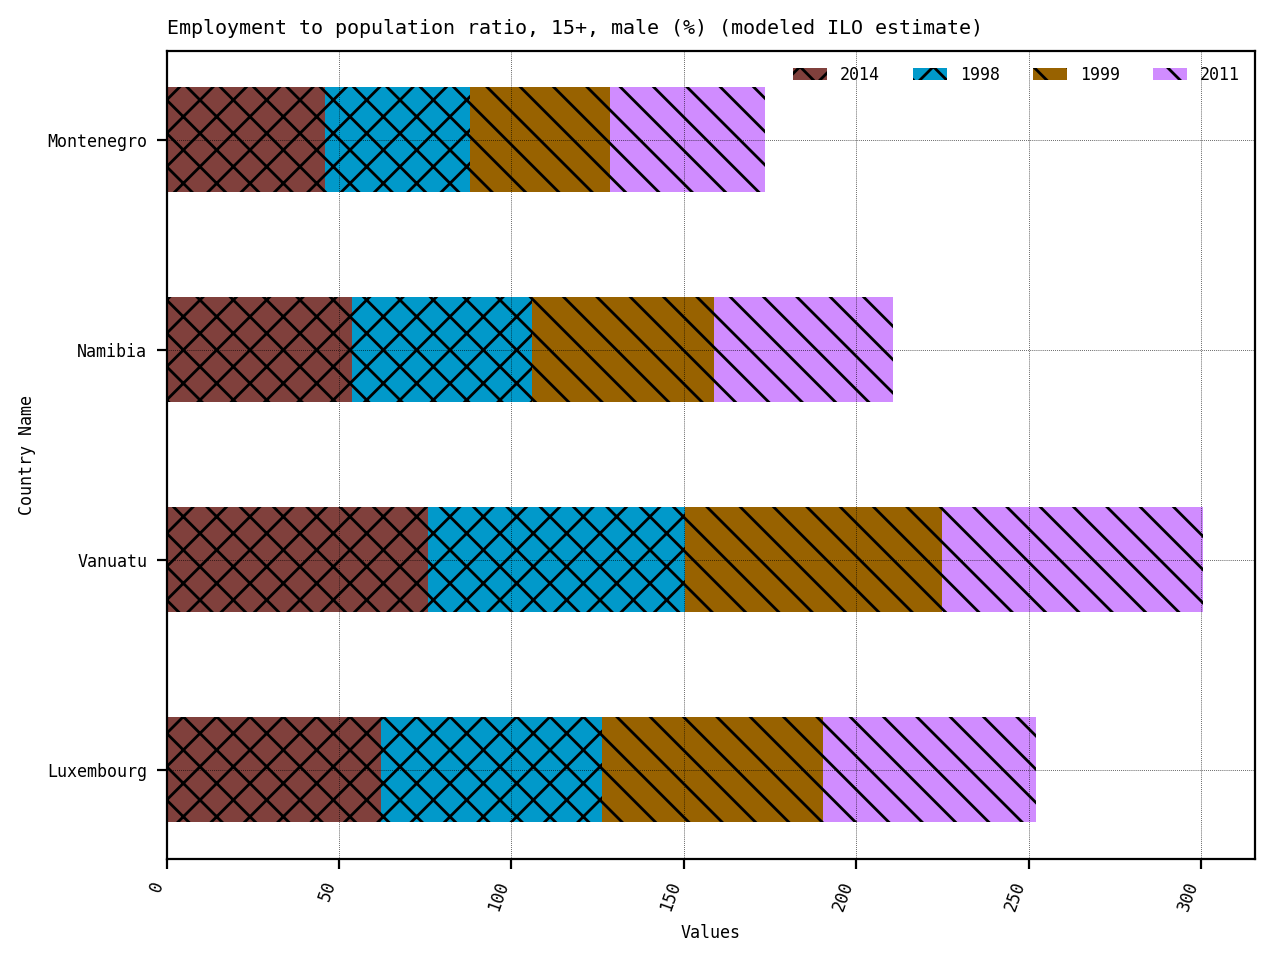 Employment to population ratio, 15+, male (%) (modeled ILO estimate)
2014 1998 1999 2011
Montenegro
Namibia
Vanuatu
Luxembourg
Country Name
0 50 100 150 200 250 300
Values